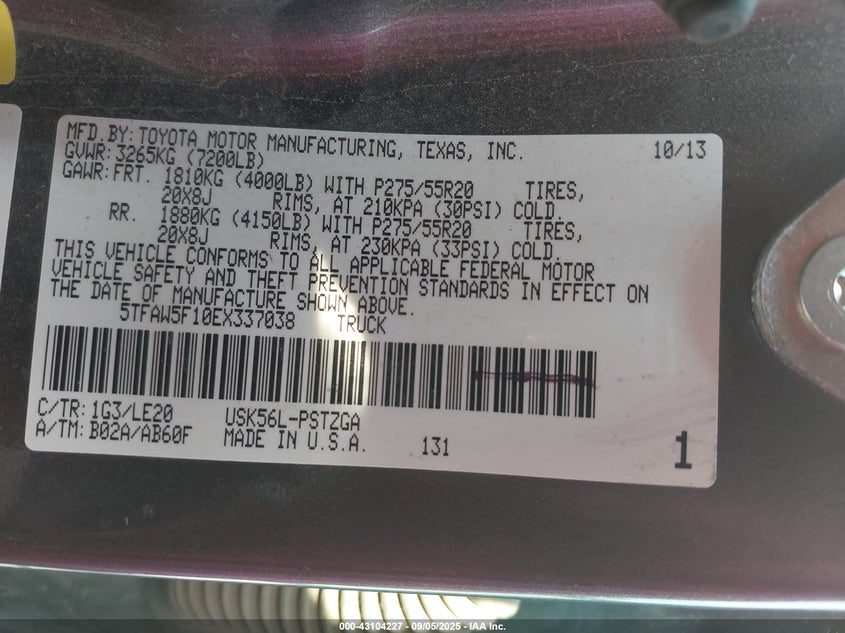 MFD.BY:TOYOTA MOTOR MANUFACTURING, TEXAS, INC. 10/13
GVWR:3265KG (7200LB)
GAWR:FRT. 1810KG (4000LB) WITH P275/55R20 TIRES,
20X8J RIMS, AT 210KPA (30PSI) COLD.
RR. 1880KG (4150LB) WITH P275/55R20 TIRES,
20X8J RIMS, AT 230KPA (33PSI) COLD.
THIS VEHICLE CONFORMS TO ALL APPLICABLE FEDERAL MOTOR
VEHICLE SAFETY AND THEFT PREVENTION STANDARDS IN EFFECT ON
THE DATE OF MANUFACTURE SHOWN ABOVE.
5TFAW5F10EX337038 TRUCK
C/TR:1G3/LE20 USK56L-PSTZGA
A/TM:B02A/AB60F MADE IN U.S.A. 131 1
000-43104227 - 09/05/2025 - IAA Inc.